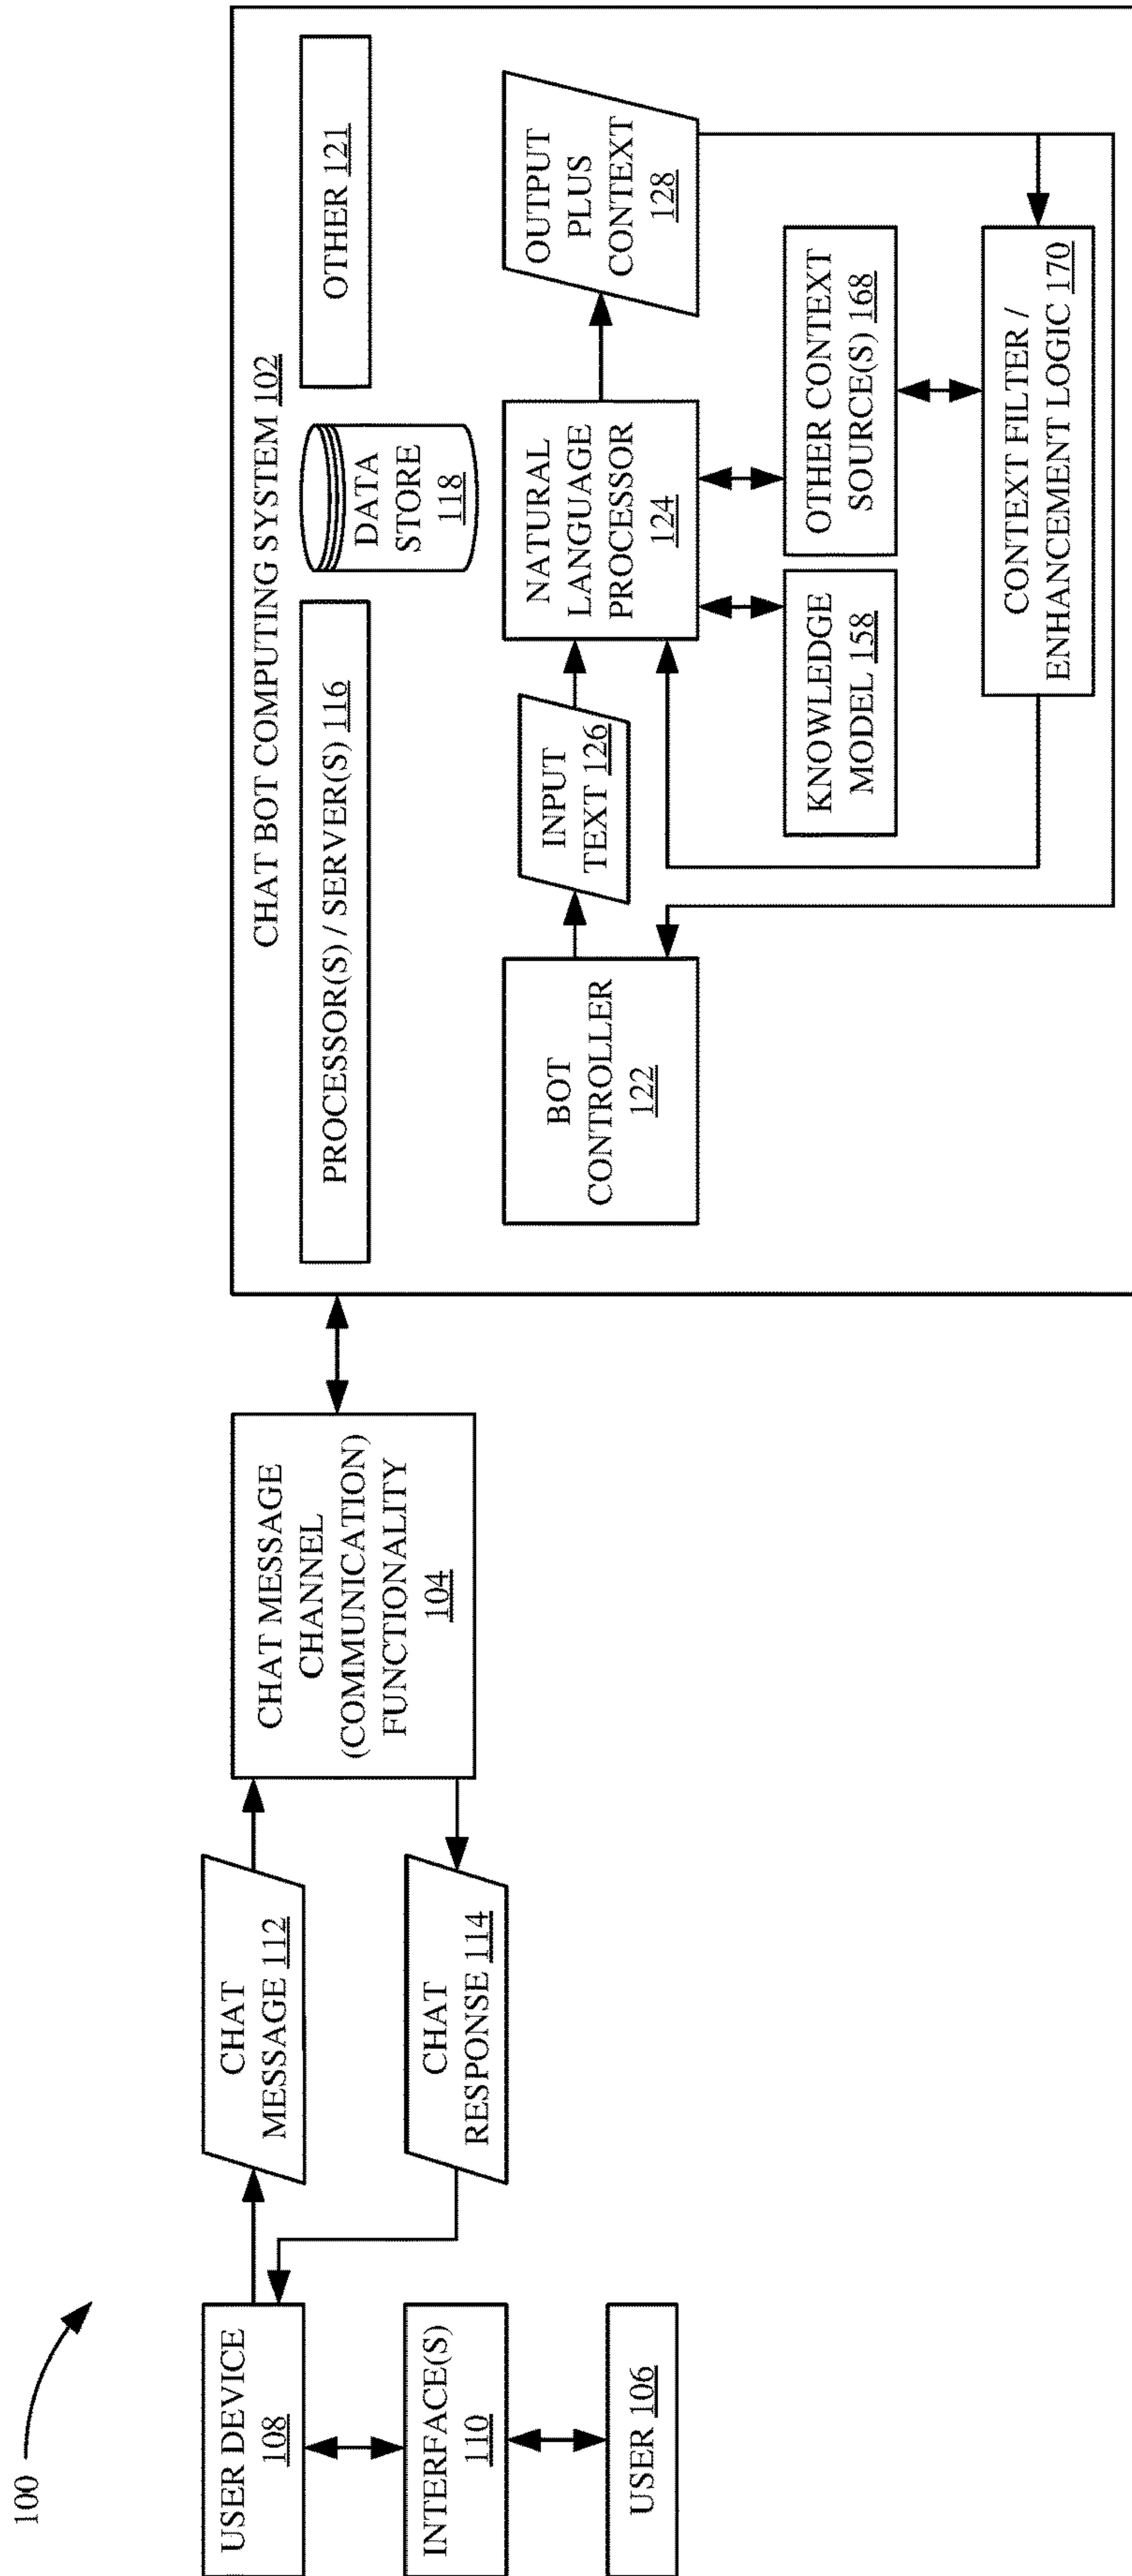 100
USER DEVICE
108
INTERFACE(S)
110
USER 106
CHAT
MESSAGE 112
CHAT
RESPONSE 114
CHAT MESSAGE
CHANNEL
(COMMUNICATION)
FUNCTIONALITY
104
CHAT BOT COMPUTING SYSTEM 102
PROCESSOR(S) / SERVER(S) 116
DATA
STORE
118
OTHER 121
BOT
CONTROLLER
122
INPUT
TEXT 126
NATURAL
LANGUAGE
PROCESSOR
124
OUTPUT
PLUS
CONTEXT
128
KNOWLEDGE
MODEL 158
OTHER CONTEXT
SOURCE(S) 168
CONTEXT FILTER /
ENHANCEMENT LOGIC 170